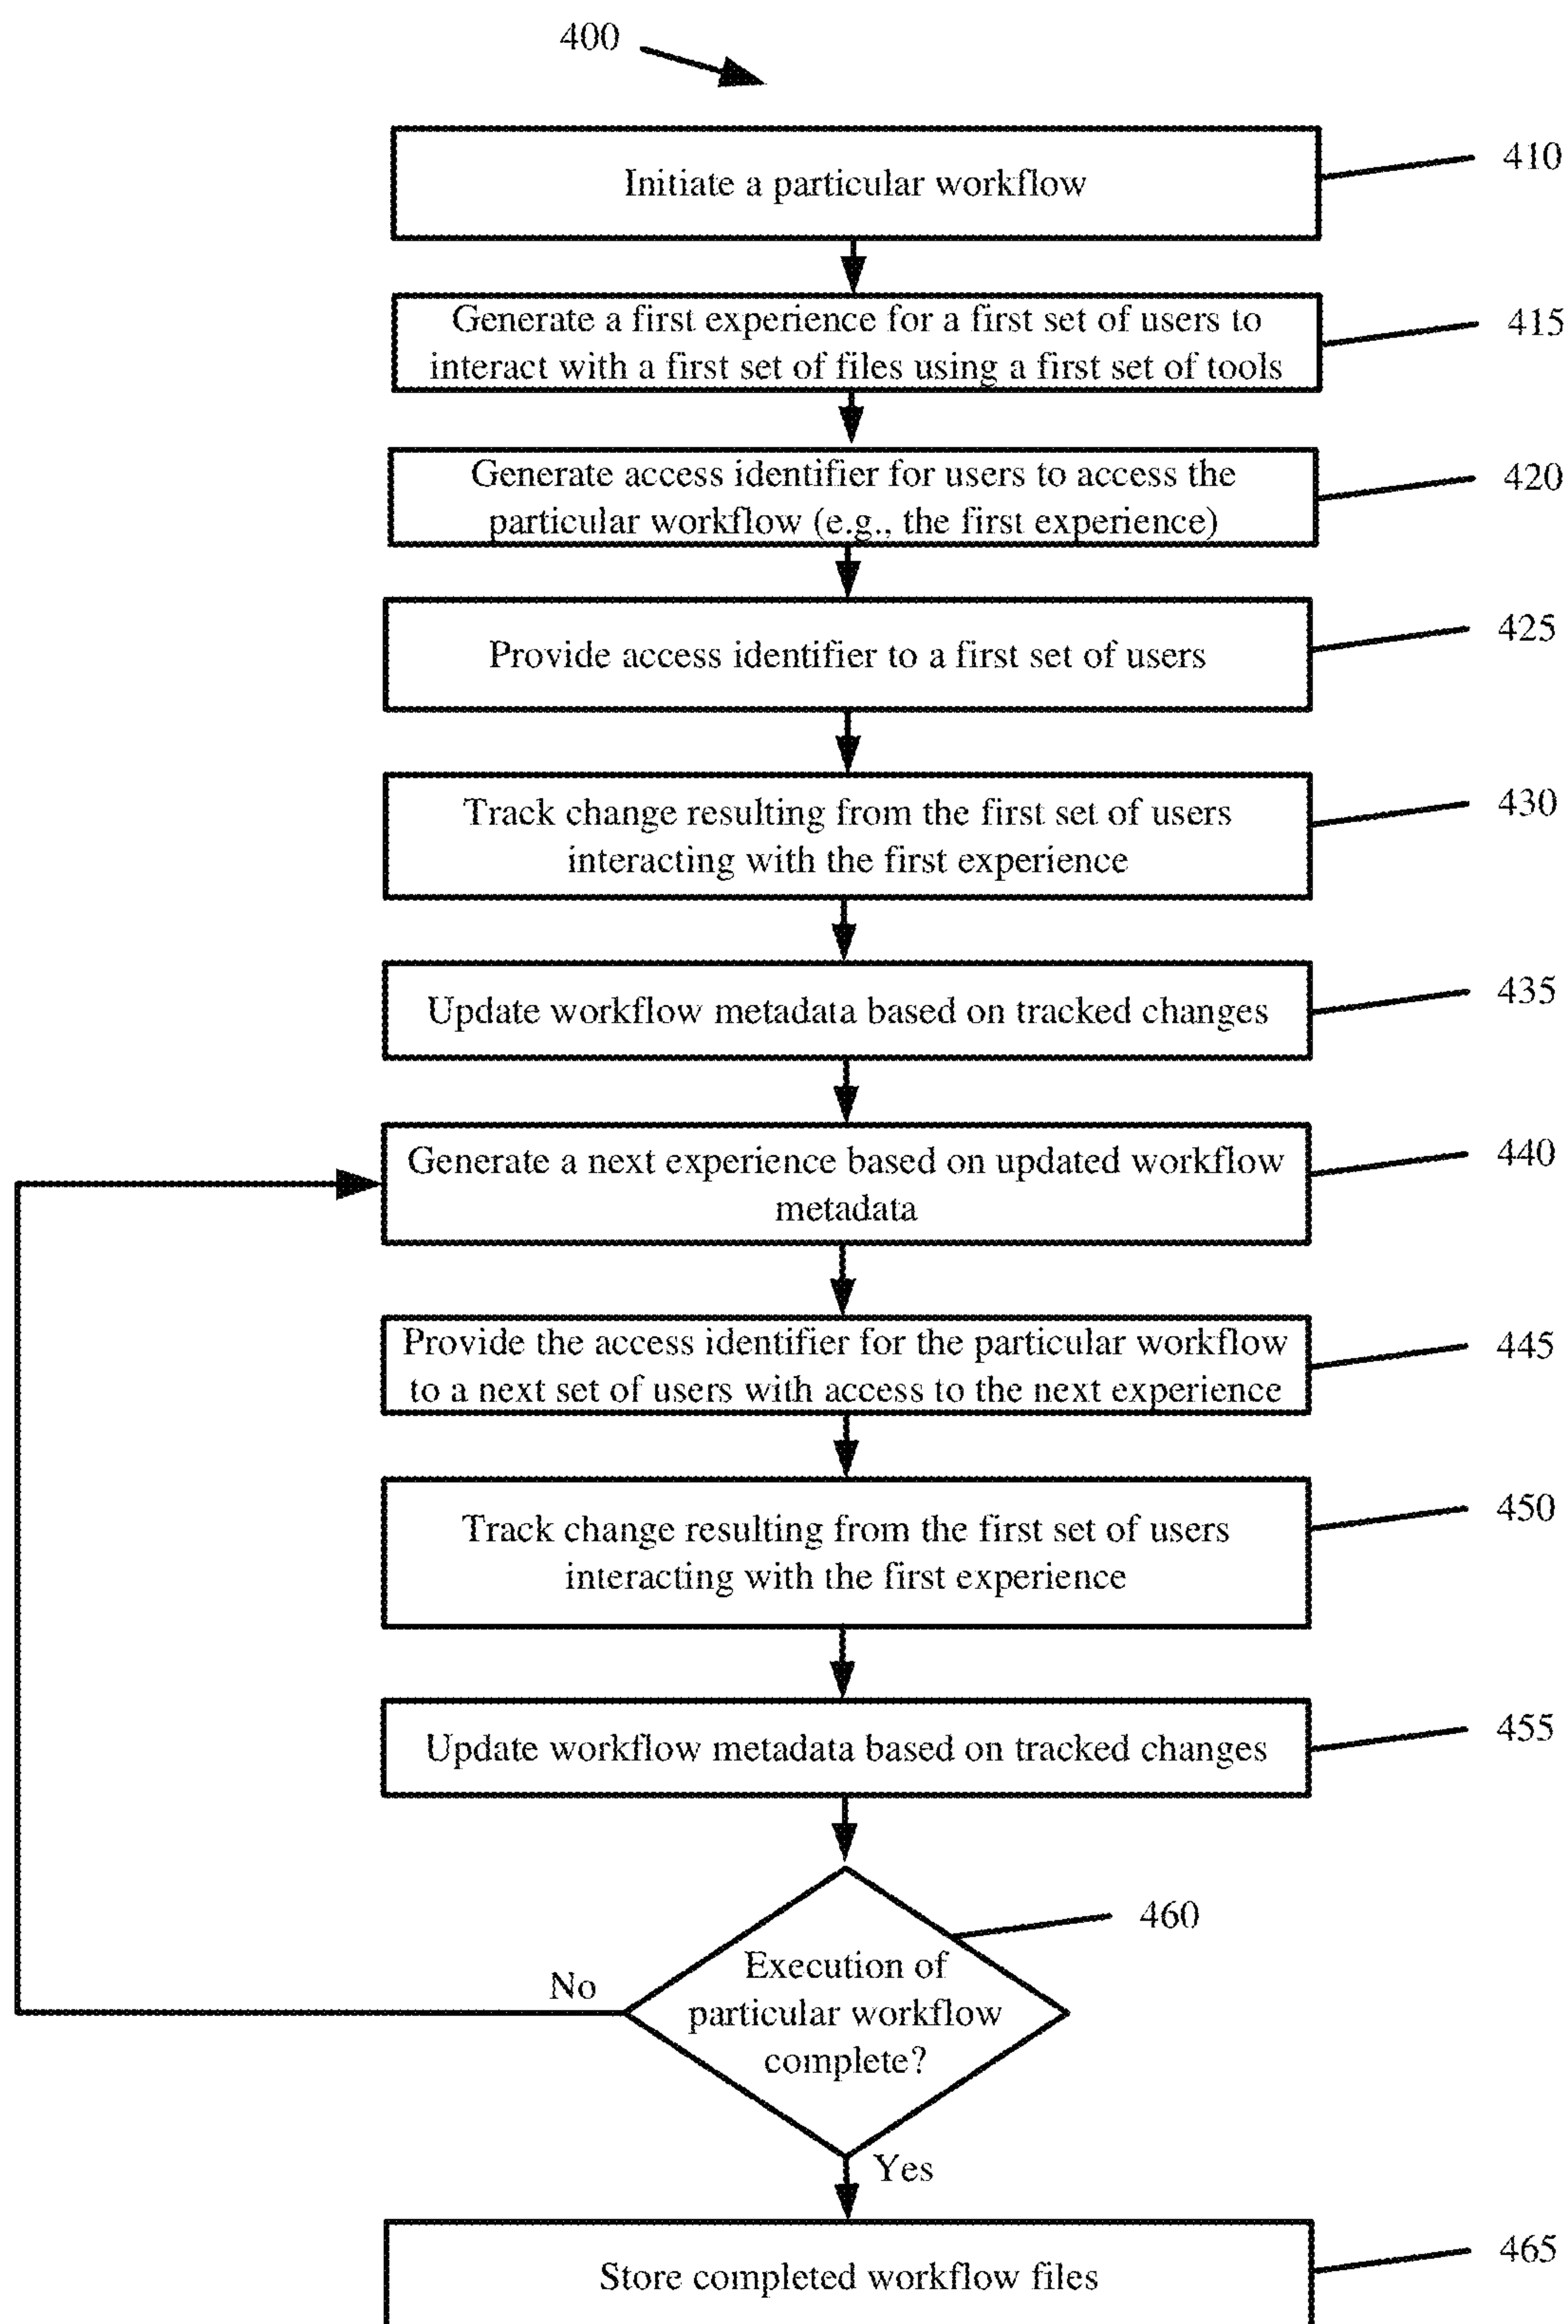 400
Initiate a particular workflow
410
Generate a first experience for a first set of users to
interact with a first set of files using a first set of tools
415
Generate access identifier for users to access the
particular workflow (e.g., the first experience)
420
Provide access identifier to a first set of users
425
Track change resulting from the first set of users
interacting with the first experience
430
Update workflow metadata based on tracked changes
435
Generate a next experience based on updated workflow
metadata
440
Provide the access identifier for the particular workflow
to a next set of users with access to the next experience
445
Track change resulting from the first set of users
interacting with the first experience
450
Update workflow metadata based on tracked changes
455
460
Execution of
particular workflow
complete?
No
Yes
Store completed workflow files
465